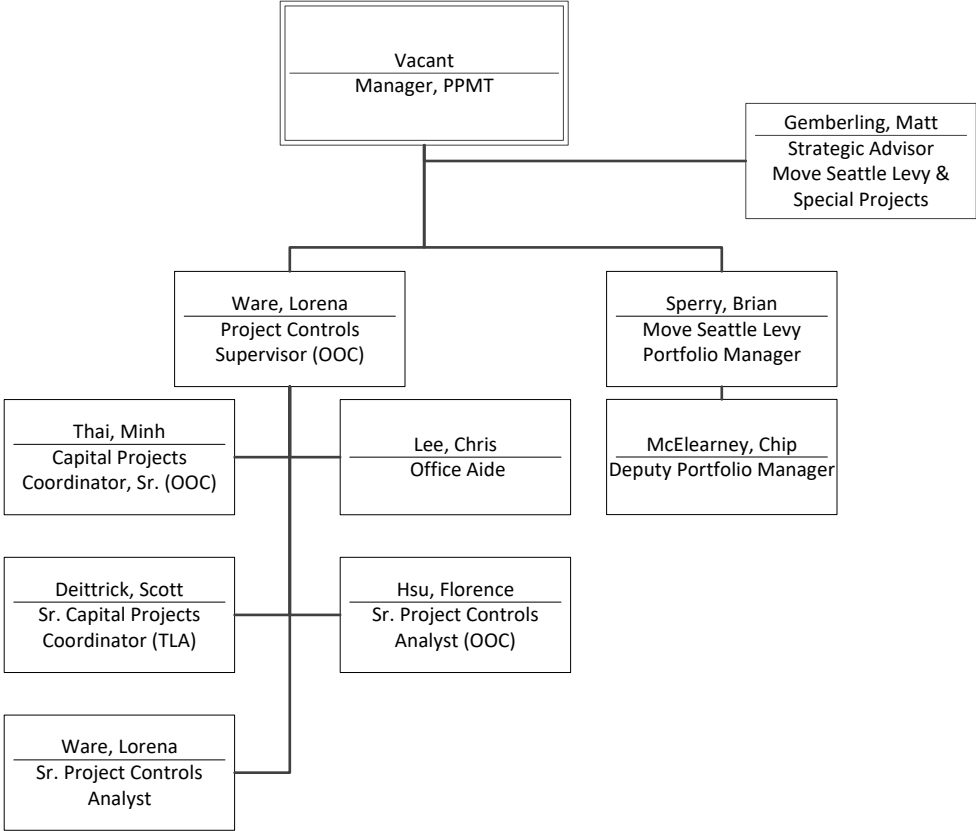 Vacant
Manager, PPMT
Gemberling, Matt
Strategic Advisor
Move Seattle Levy &
Special Projects
Ware, Lorena
Project Controls
Supervisor (OOC)
Sperry, Brian
Move Seattle Levy
Portfolio Manager
Thai, Minh
Capital Projects
Coordinator, Sr. (OOC)
Lee, Chris
Office Aide
McElearney, Chip
Deputy Portfolio Manager
Deittrick, Scott
Sr. Capital Projects
Coordinator (TLA)
Hsu, Florence
Sr. Project Controls
Analyst (OOC)
Ware, Lorena
Sr. Project Controls
Analyst